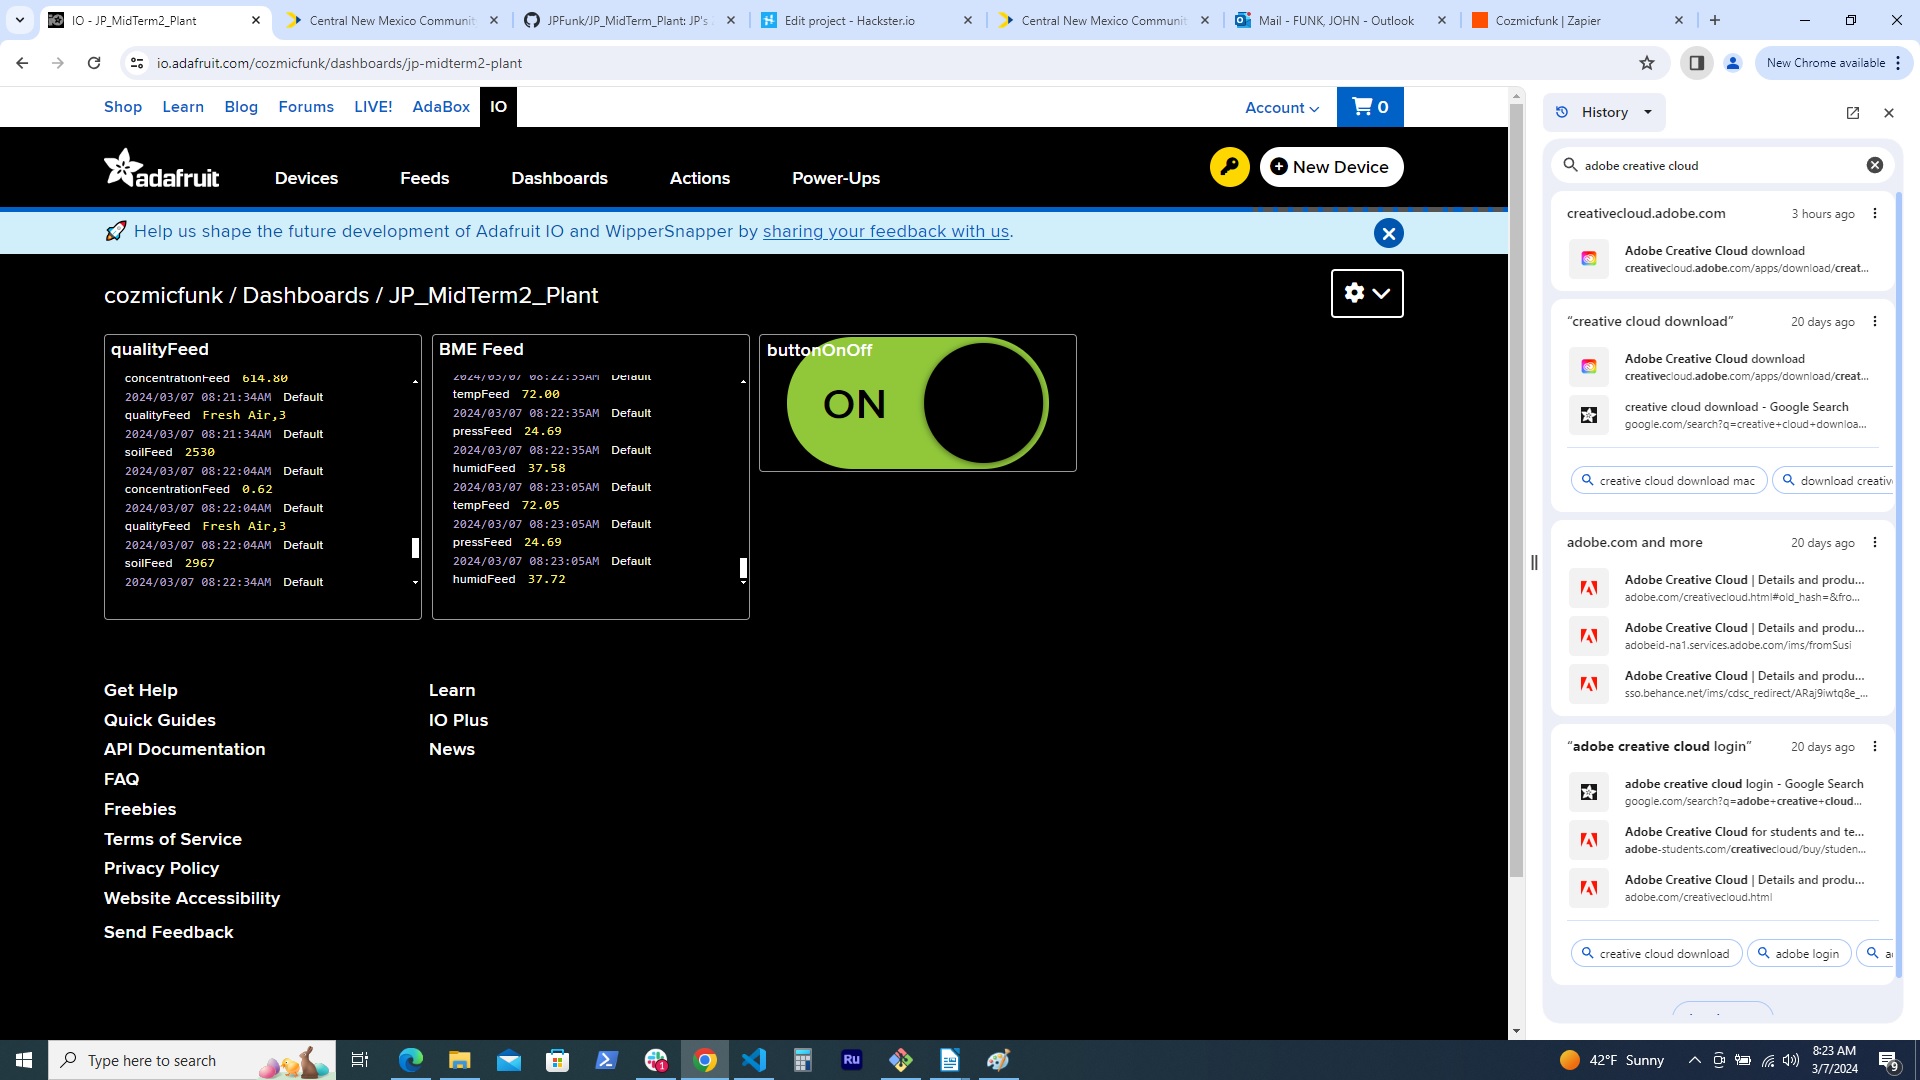 IO - JP_MidTerm2_Plant
Central New Mexico Communit
JPFunk/JP_MidTerm_Plant: JP's
Edit project - Hackster.io
Central New Mexico Communit
Mail - FUNK, JOHN - Outlook
Cozmicfunk | Zapier
io.adafruit.com/cozmicfunk/dashboards/jp-midterm2-plant
New Chrome available
Shop Learn Blog Forums LIVE! AdaBox IO
Account
0
adafruit
Devices Feeds Dashboards Actions Power-Ups
New Device
Help us shape the future development of Adafruit IO and WipperSnapper by sharing your feedback with us.
cozmicfunk / Dashboards / JP_MidTerm2_Plant
qualityFeed
concentrationFeed 614.80
2024/03/07 08:21:34AM Default
qualityFeed Fresh Air,3
2024/03/07 08:21:34AM Default
soilFeed 2530
2024/03/07 08:22:04AM Default
concentrationFeed 0.62
2024/03/07 08:22:04AM Default
qualityFeed Fresh Air,3
2024/03/07 08:22:04AM Default
soilFeed 2967
2024/03/07 08:22:34AM Default
BME Feed
2024/03/07 08:22:35AM Default
tempFeed 72.00
2024/03/07 08:22:35AM Default
pressFeed 24.69
2024/03/07 08:22:35AM Default
humidFeed 37.58
2024/03/07 08:23:05AM Default
tempFeed 72.05
2024/03/07 08:23:05AM Default
pressFeed 24.69
2024/03/07 08:23:05AM Default
humidFeed 37.72
buttonOnOff
ON
Get Help
Quick Guides
API Documentation
FAQ
Freebies
Terms of Service
Privacy Policy
Website Accessibility
Send Feedback
Learn
IO Plus
News
History
adobe creative cloud
creativecloud.adobe.com 3 hours ago
Adobe Creative Cloud download
creativecloud.adobe.com/apps/download/creat...
“creative cloud download” 20 days ago
Adobe Creative Cloud download
creativecloud.adobe.com/apps/download/creat...
creative cloud download - Google Search
google.com/search?q=creative+cloud+downloa...
creative cloud download mac
download creative
adobe.com and more 20 days ago
Adobe Creative Cloud | Details and produ...
adobe.com/creativecloud.html#old_hash=&fro...
Adobe Creative Cloud | Details and produ...
adobeid-na1.services.adobe.com/ims/fromSusi
Adobe Creative Cloud | Details and produ...
sso.behance.net/ims/cdsc_redirect/ARaj9iwtq8e_...
“adobe creative cloud login” 20 days ago
adobe creative cloud login - Google Search
google.com/search?q=adobe+creative+cloud...
Adobe Creative Cloud for students and te...
adobe-students.com/creativecloud/buy/studen...
Adobe Creative Cloud | Details and produ...
adobe.com/creativecloud.html
creative cloud download
adobe login
Type here to search
1
Ru
42°F Sunny
8:23 AM
3/7/2024
9